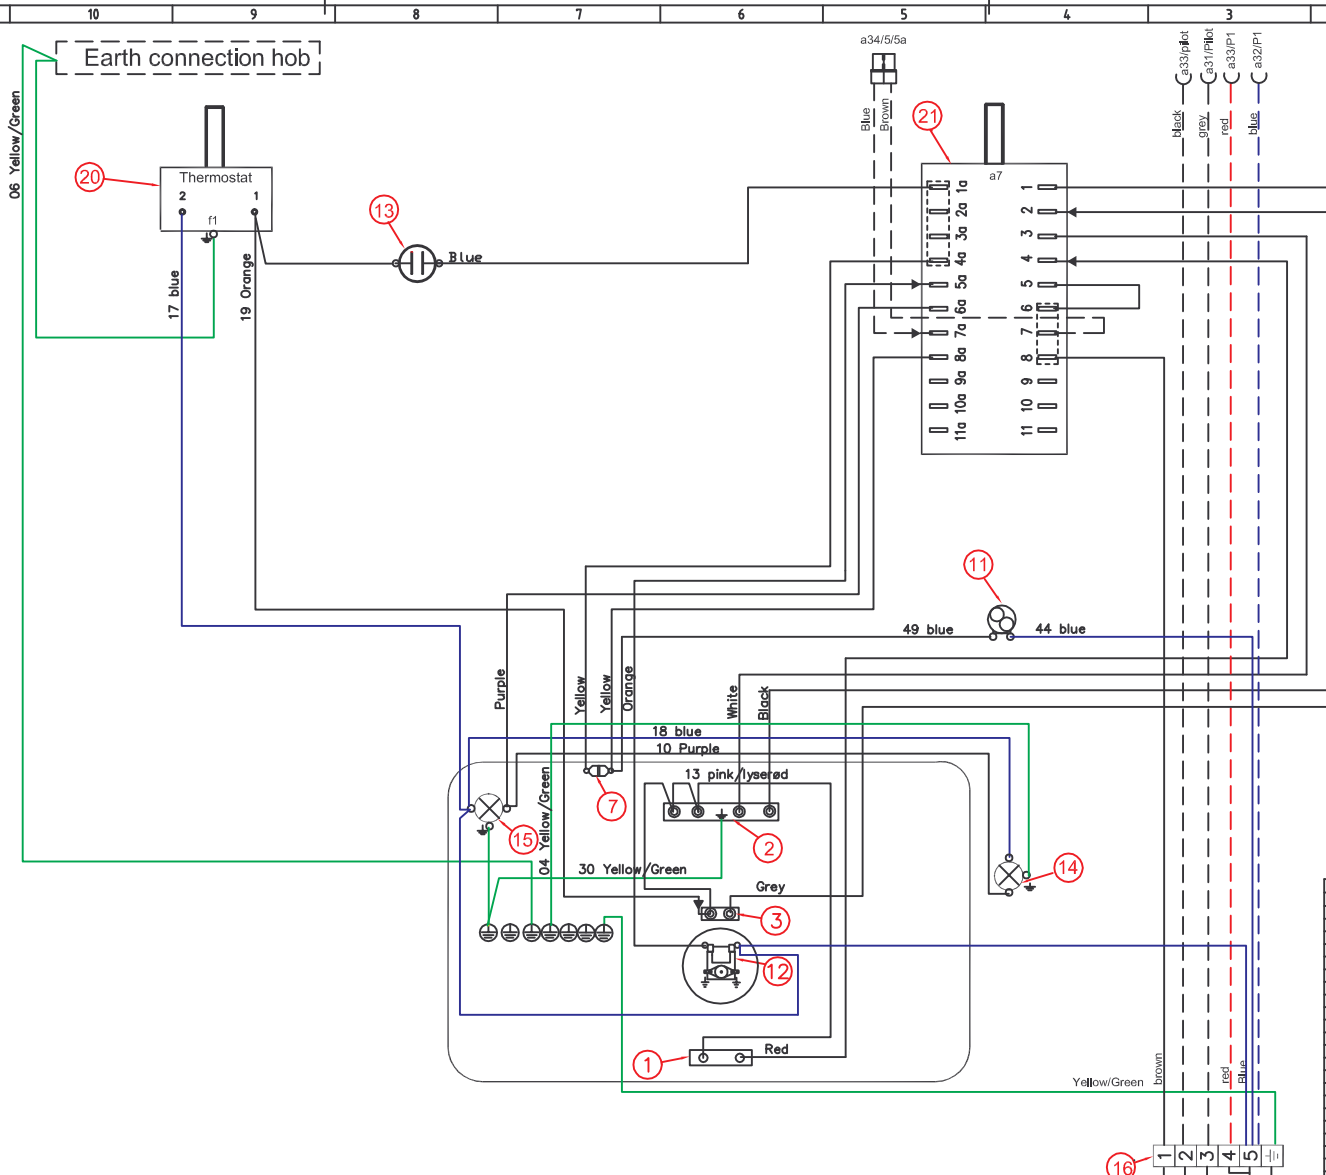 10 9 8 7 6 5 4 3
Earth connection hob
06 Yellow/Green
20
Thermostat
2 1
f1
17 blue
19 Orange
13
Blue
a34/5/5a
Blue
Brown
21
a7
1a 1
2a 2
3a 3
4a 4
5a 5
6a 6
7a 7
8a 8
9a 9
10a 10
11a 11
a33/pilot
a31/Pilot
a33/P1
a32/P1
black
grey
red
blue
11
49 blue
44 blue
Purple
Yellow
Yellow
Orange
White
Black
18 blue
10 Purple
13 pink/lyserød
7
2
15
04 Yellow/Green
30 Yellow/Green
14
Grey
3
12
1
Red
Yellow/Green
brown
red
Blue
16
1 2 3 4 5